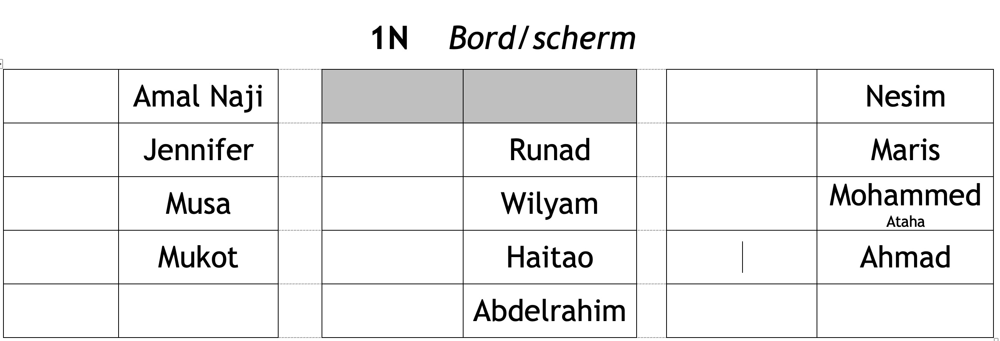 1N Bord/scherm
Amal Naji Nesim
Jennifer Runad Maris
Musa Wilyam Mohammed
Ataha
Mukot Haitao Ahmad
Abdelrahim